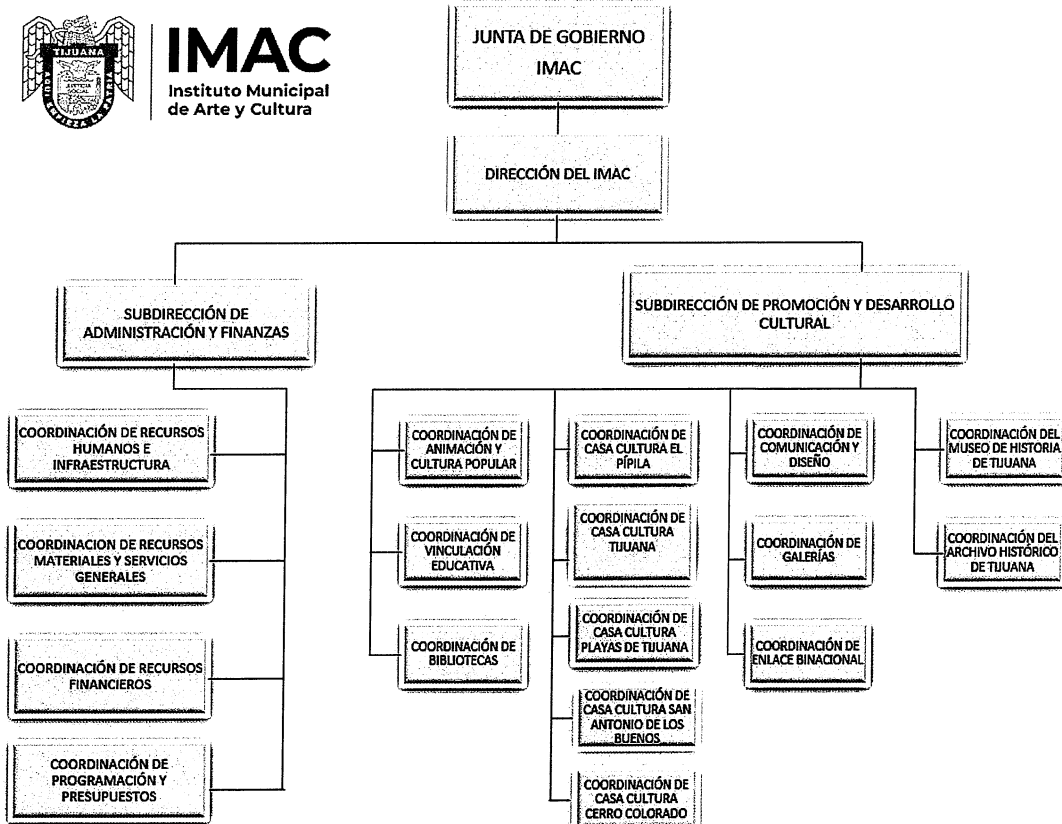 TIJUANA
JUSTICIA
SOCIAL
AQUI EMPIEZA LA PATRIA
IMAC
Instituto Municipal
de Arte y Cultura
JUNTA DE GOBIERNO
IMAC
DIRECCIÓN DEL IMAC
SUBDIRECCIÓN DE
ADMINISTRACIÓN Y FINANZAS
SUBDIRECCIÓN DE PROMOCIÓN Y DESARROLLO
CULTURAL
COORDINACIÓN DE RECURSOS
HUMANOS E
INFRAESTRUCTURA
COORDINACION DE RECURSOS
MATERIALES Y SERVICIOS
GENERALES
COORDINACIÓN DE RECURSOS
FINANCIEROS
COORDINACIÓN DE
PROGRAMACIÓN Y
PRESUPUESTOS
COORDINACIÓN DE
ANIMACIÓN Y
CULTURA POPULAR
COORDINACIÓN DE
VINCULACIÓN
EDUCATIVA
COORDINACIÓN DE
BIBLIOTECAS
COORDINACIÓN DE
CASA CULTURA EL
PÍPILA
COORDINACIÓN DE
CASA CULTURA
TIJUANA
COORDINACIÓN DE
CASA CULTURA
PLAYAS DE TIJUANA
COORDINACIÓN DE
CASA CULTURA SAN
ANTONIO DE LOS
BUENOS
COORDINACIÓN DE
CASA CULTURA
CERRO COLORADO
COORDINACIÓN DE
COMUNICACIÓN Y
DISEÑO
COORDINACIÓN DE
GALERÍAS
COORDINACIÓN DE
ENLACE BINACIONAL
COORDINACIÓN DEL
MUSEO DE HISTORIA
DE TIJUANA
COORDINACIÓN DEL
ARCHIVO HISTÓRICO
DE TIJUANA